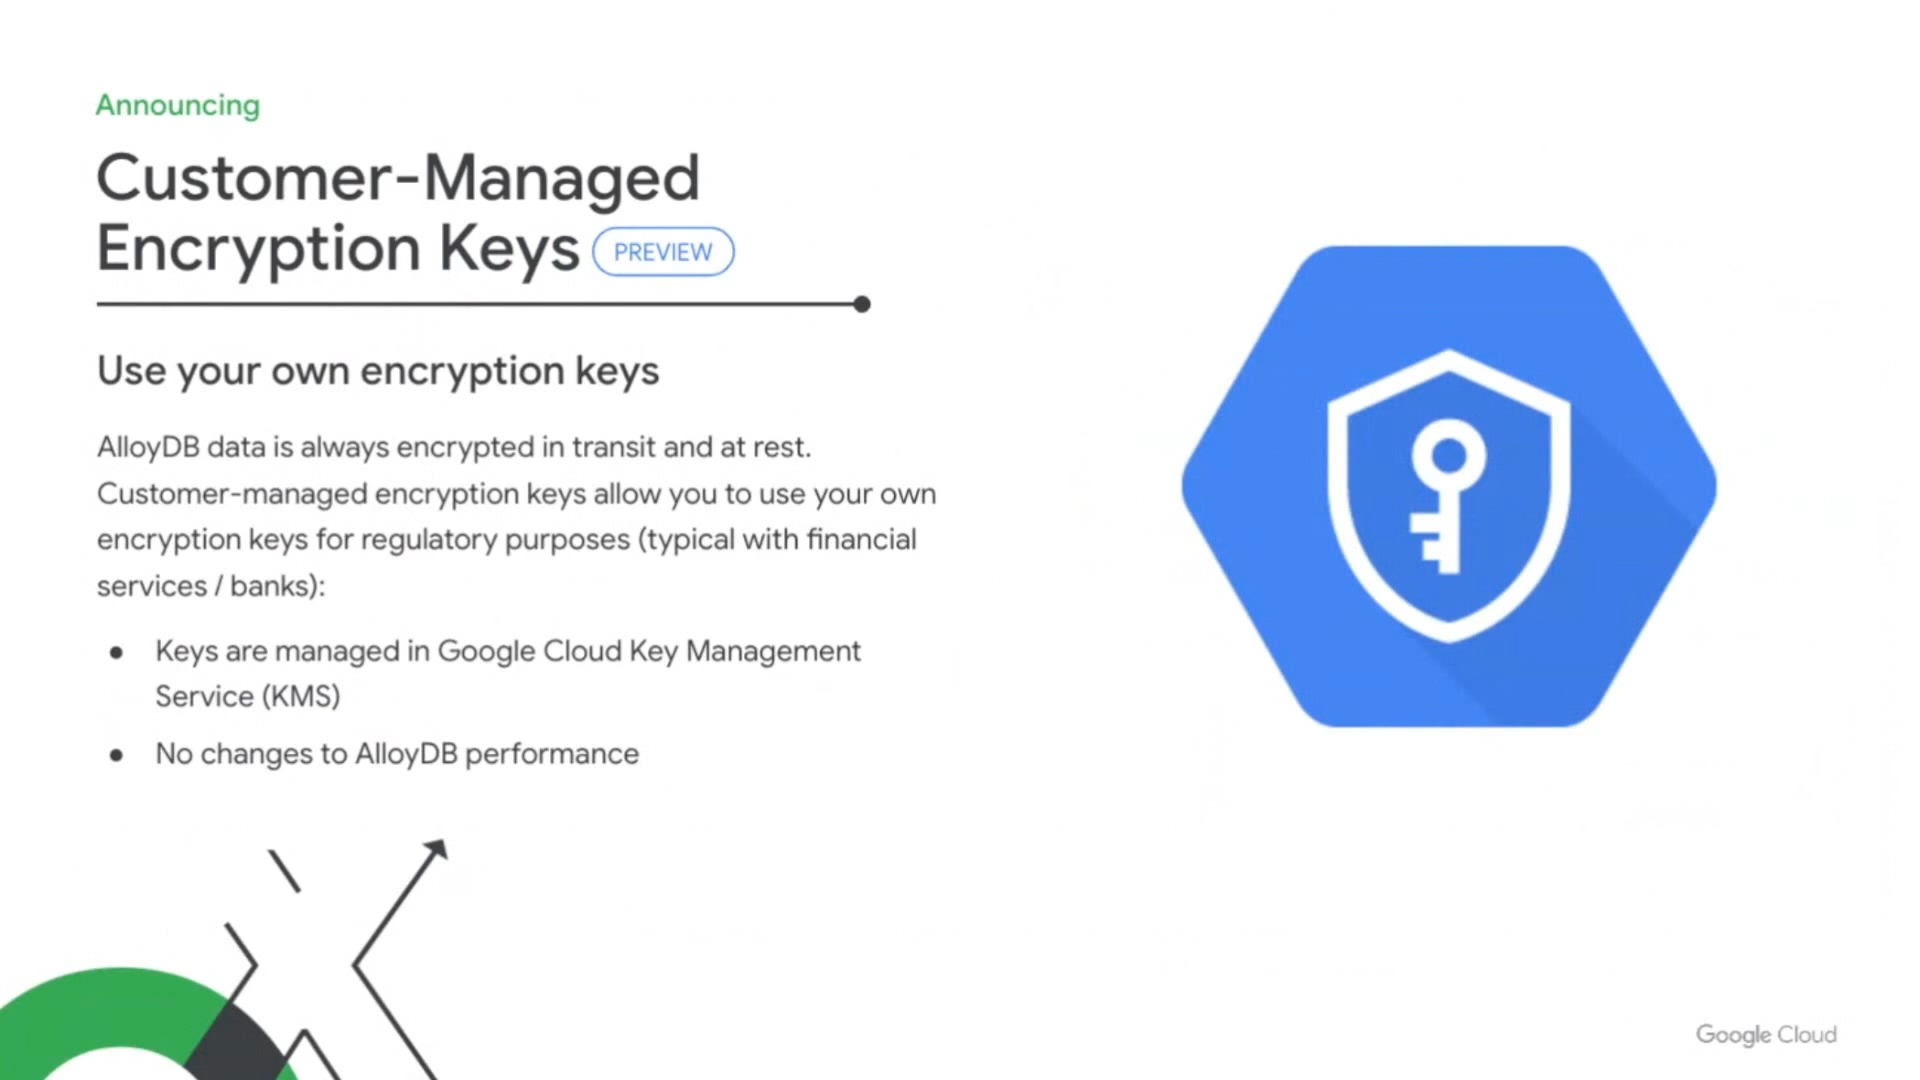 Announcing
Customer-Managed
Encryption Keys PREVIEW
Use your own encryption keys
AlloyDB data is always encrypted in transit and at rest.
Customer-managed encryption keys allow you to use your own
encryption keys for regulatory purposes (typical with financial
services / banks):
● Keys are managed in Google Cloud Key Management
Service (KMS)
● No changes to AlloyDB performance
Google Cloud